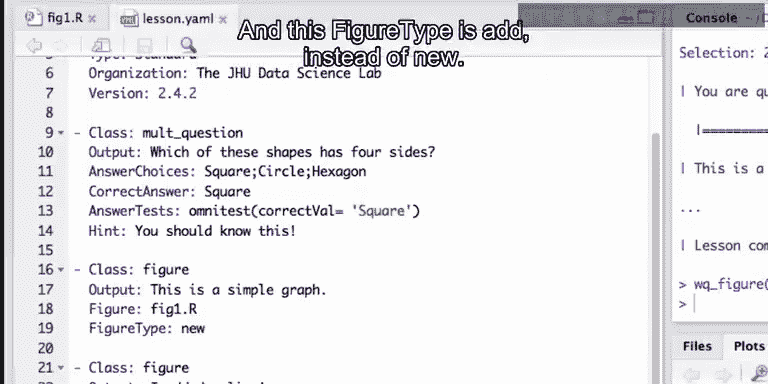 fig1.R
lesson.yaml
And this FigureType is add,
instead of new.
Console
6 Organization: The JHU Data Science Lab
7 Version: 2.4.2
8
9 - Class: mult_question
10 Output: Which of these shapes has four sides?
11 AnswerChoices: Square;Circle;Hexagon
12 CorrectAnswer: Square
13 AnswerTests: omnitest(correctVal= 'Square')
14 Hint: You should know this!
15
16 - Class: figure
17 Output: This is a simple graph.
18 Figure: fig1.R
19 FigureType: new
20
21 - Class: figure
Selection: 2
| You are qu
|=========
| This is a
...
| Lesson com
> wq_figure(
>
Files Plots